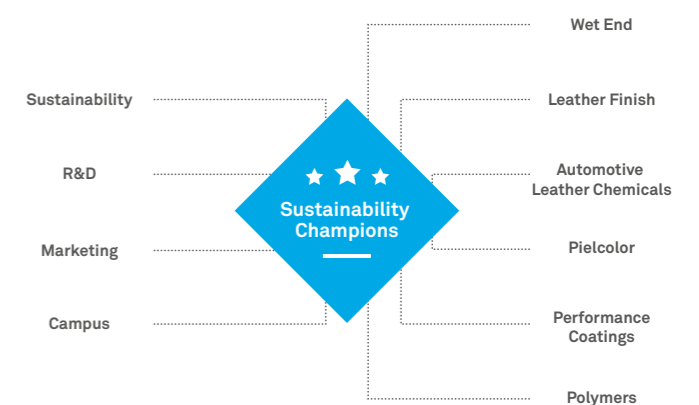 Wet End
Sustainability
Leather Finish
R&D
Automotive
Leather Chemicals
Sustainability
Champions
Marketing
Pielcolor
Campus
Performance
Coatings
Polymers